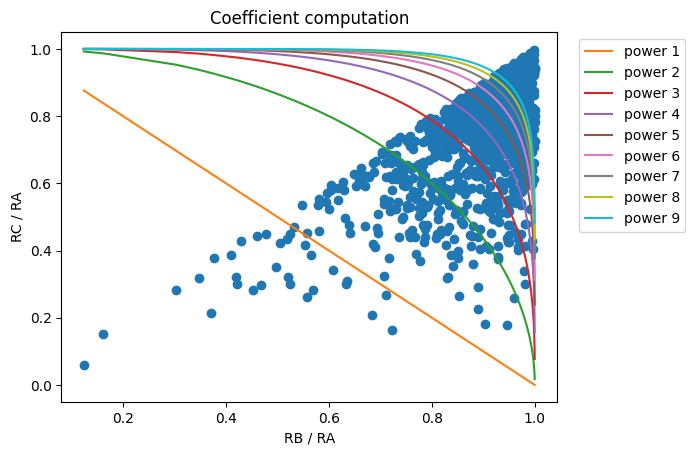 Coefficient computation
RC / RA
1.0
0.8
0.6
0.4
0.2
0.0
0.2
0.4
0.6
0.8
1.0
RB / RA
power 1
power 2
power 3
power 4
power 5
power 6
power 7
power 8
power 9